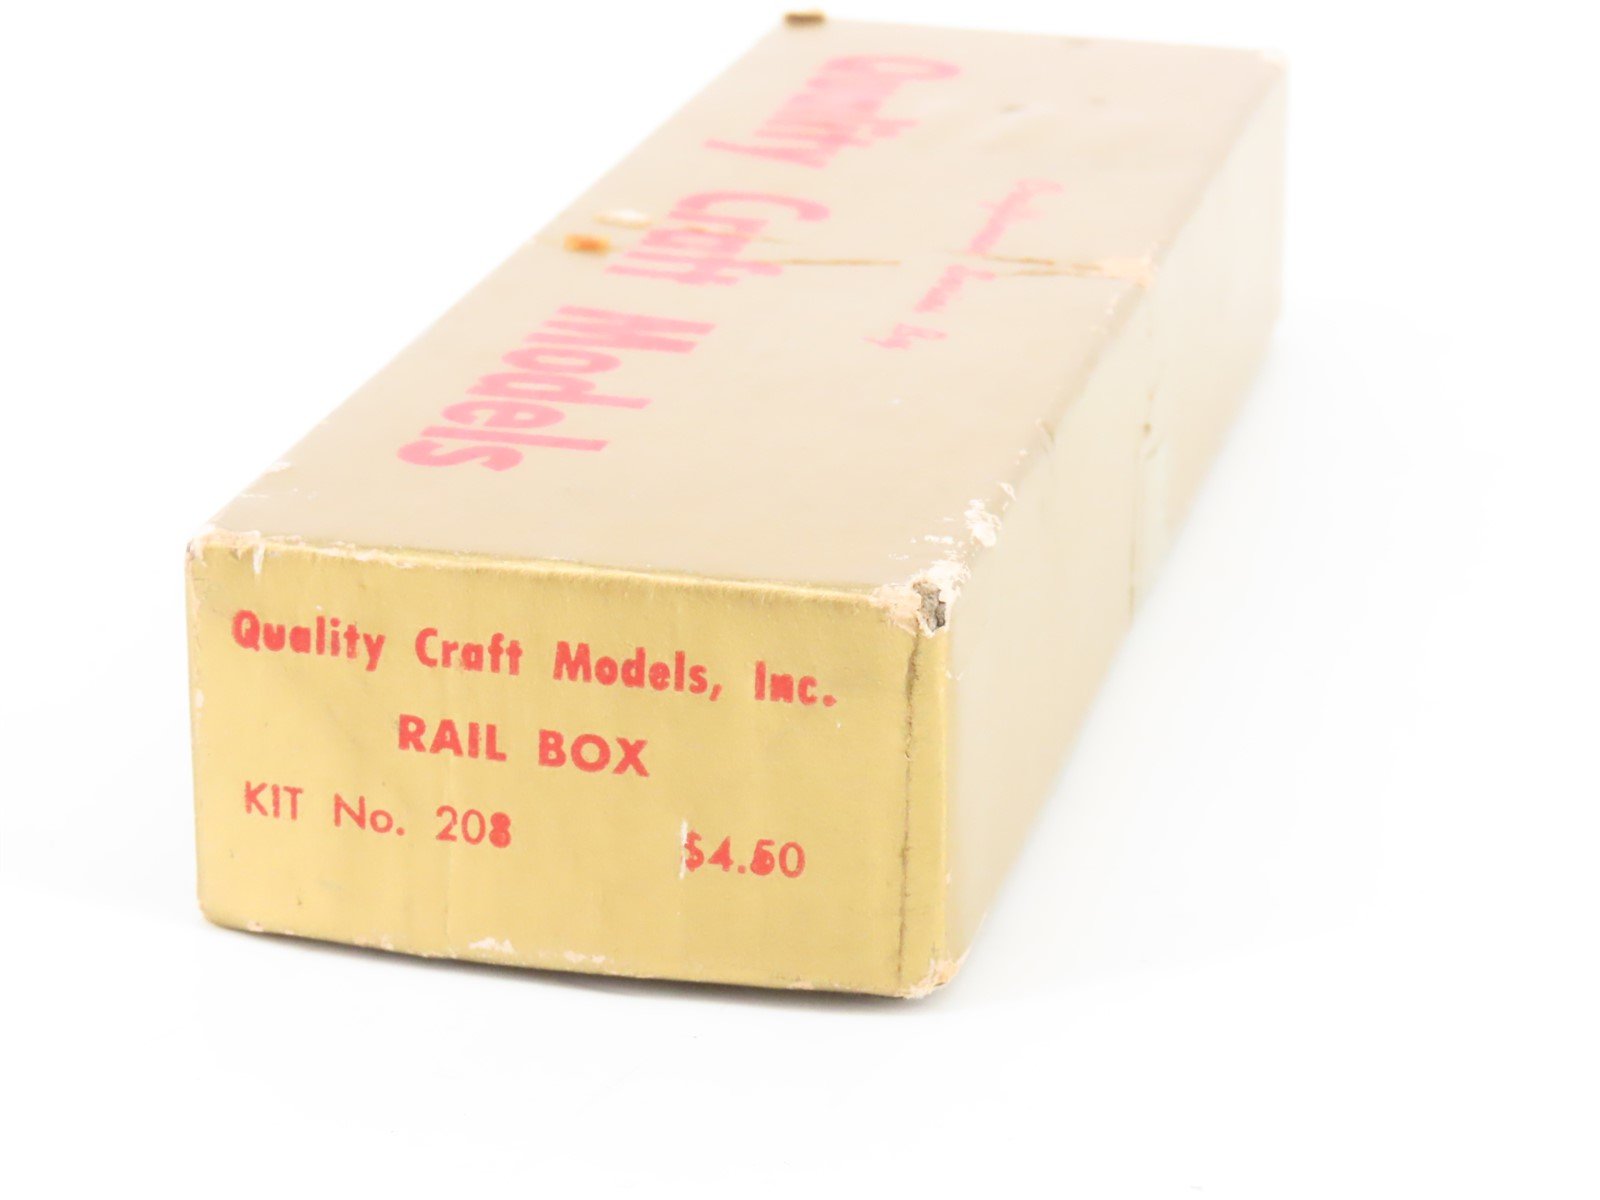 Quality Craft Models
Quality Craft Models, Inc.
RAIL BOX
KIT No. 208
$4.50